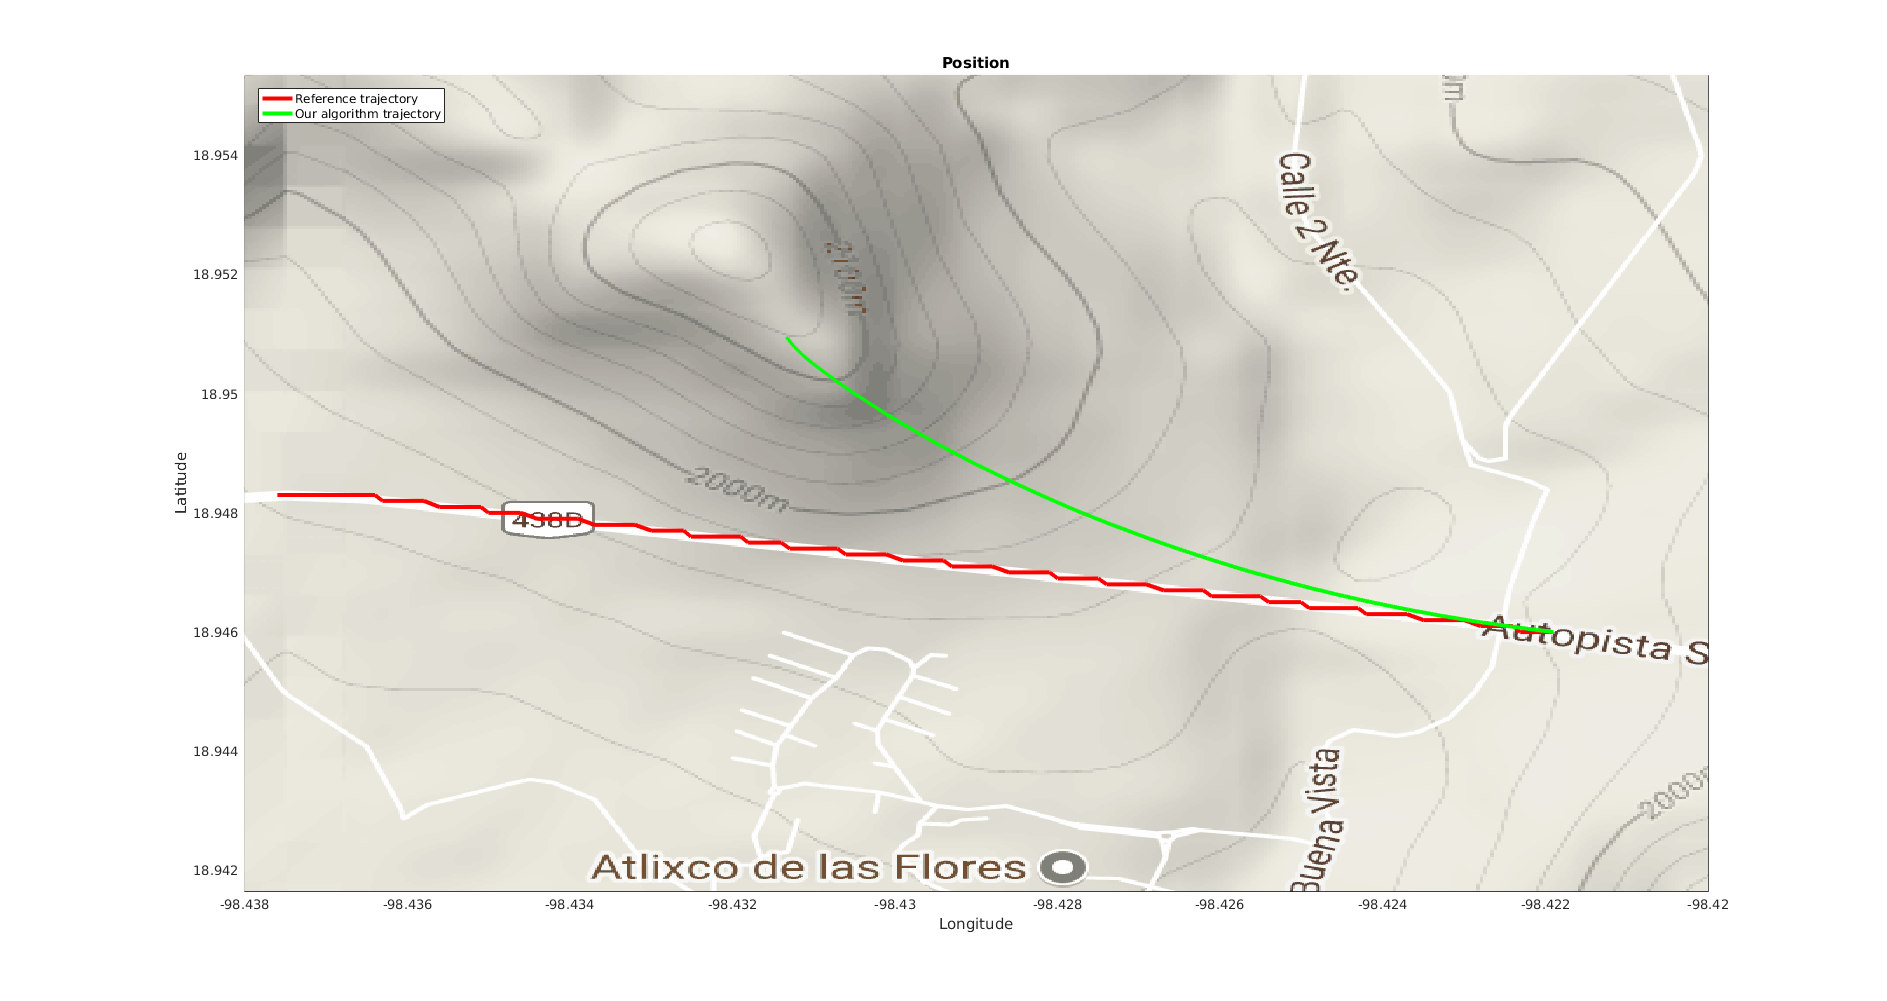 Position
Reference trajectory
Our algorithm trajectory
18.954
18.952
18.95
18.948
18.946
18.944
18.942
Latitude
-98.438
-98.436
-98.434
-98.432
-98.43
-98.428
-98.426
-98.424
-98.422
-98.42
Longitude
m
Calle 2 Nte.
2100m
2000m
438D
Autopista S
Buena Vista
2000m
Atlixco de las Flores